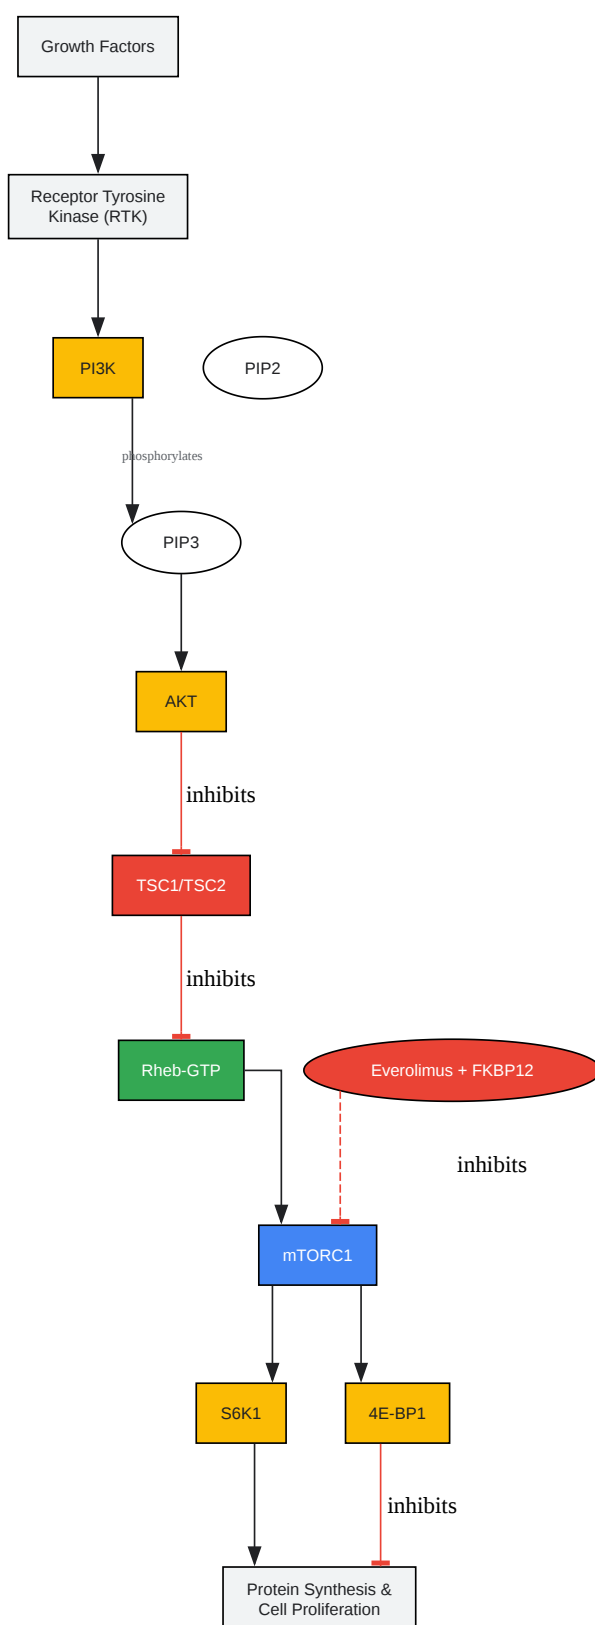 Growth Factors
Receptor Tyrosine
Kinase (RTK)
PI3K
PIP2
phosphorylates
PIP3
AKT
inhibits
TSC1/TSC2
inhibits
Rheb-GTP
Everolimus + FKBP12
inhibits
mTORC1
S6K1
4E-BP1
inhibits
Protein Synthesis &
Cell Proliferation